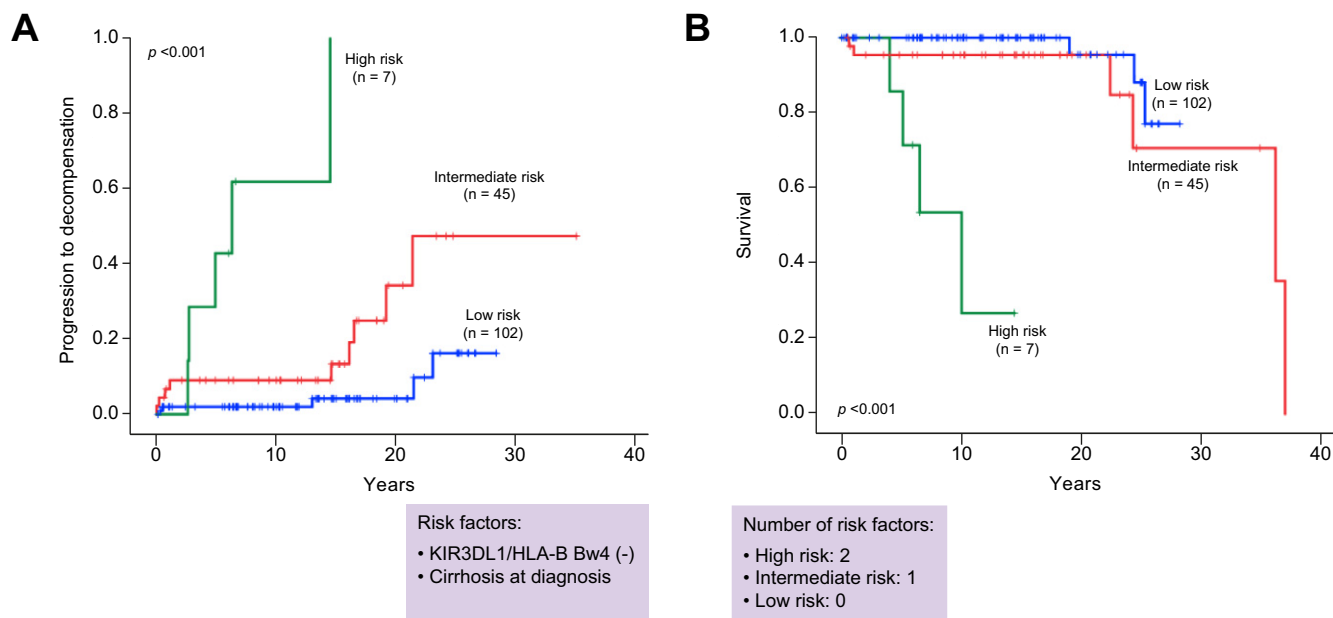 A
p <0.001
1.0
0.8
0.6
0.4
0.2
0.0
Progression to decompensation
High risk
(n = 7)
Intermediate risk
(n = 45)
Low risk
(n = 102)
0 10 20 30 40
Years
B
1.0
0.8
0.6
0.4
0.2
0.0
Survival
Low risk
(n = 102)
Intermediate risk
(n = 45)
High risk
(n = 7)
p <0.001
0 10 20 30 40
Years
Risk factors:
• KIR3DL1/HLA-B Bw4 (-)
• Cirrhosis at diagnosis
Number of risk factors:
• High risk: 2
• Intermediate risk: 1
• Low risk: 0